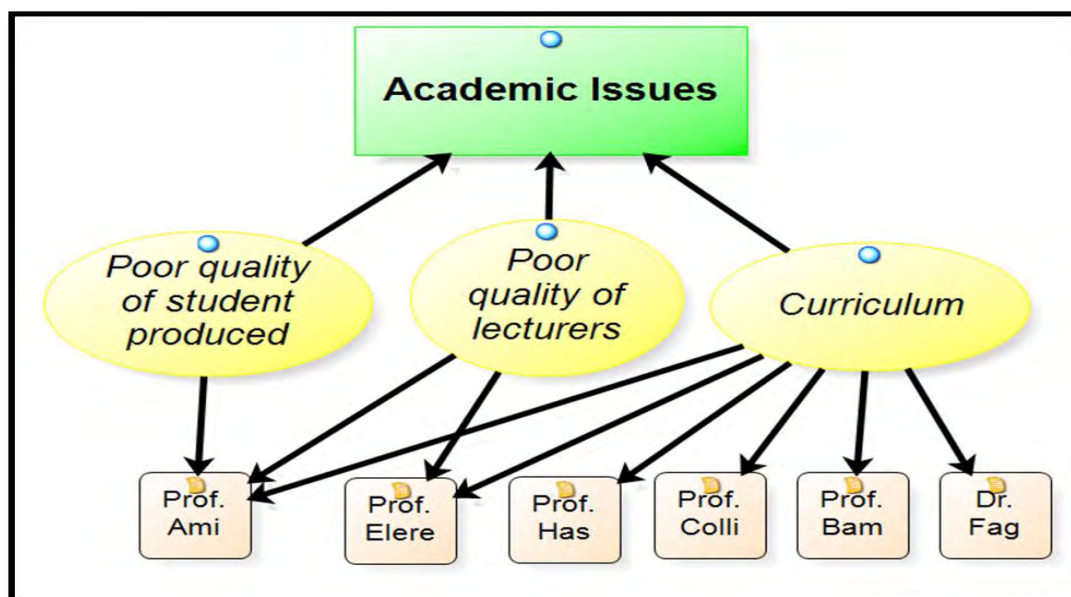 Academic Issues
Poor quality
of student
produced
Poor
quality of
lecturers
Curriculum
Prof.
Ami
Prof.
Elere
Prof.
Has
Prof.
Colli
Prof.
Bam
Dr.
Fag